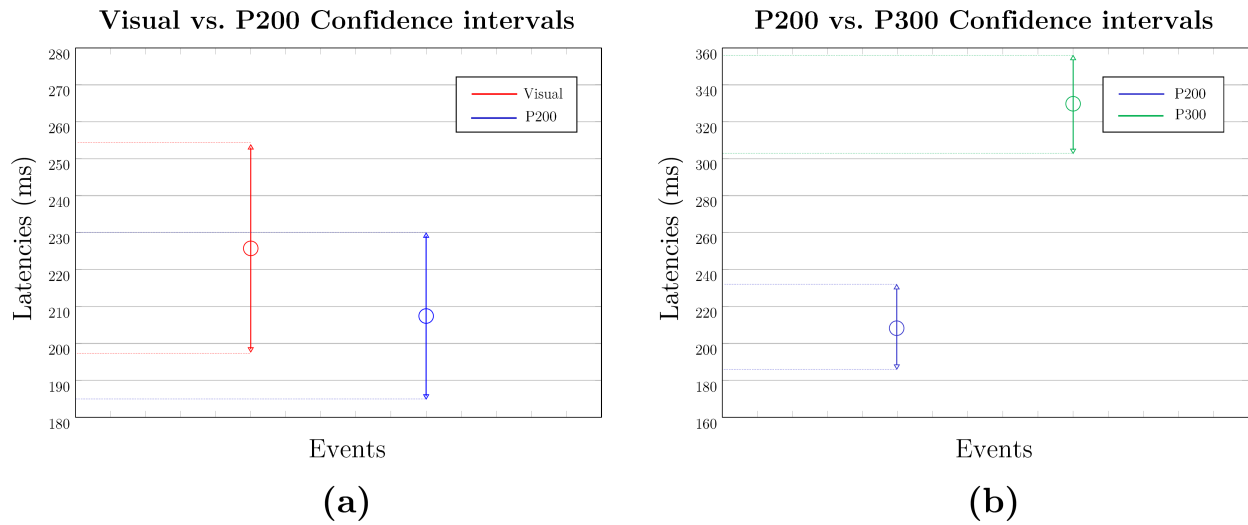 Visual vs. P200 Confidence intervals
280
270
260
250
240
230
220
210
200
190
180
Latencies (ms)
Visual
P200
Events
(a)
P200 vs. P300 Confidence intervals
360
340
320
300
280
260
240
220
200
180
160
Latencies (ms)
P200
P300
Events
(b)